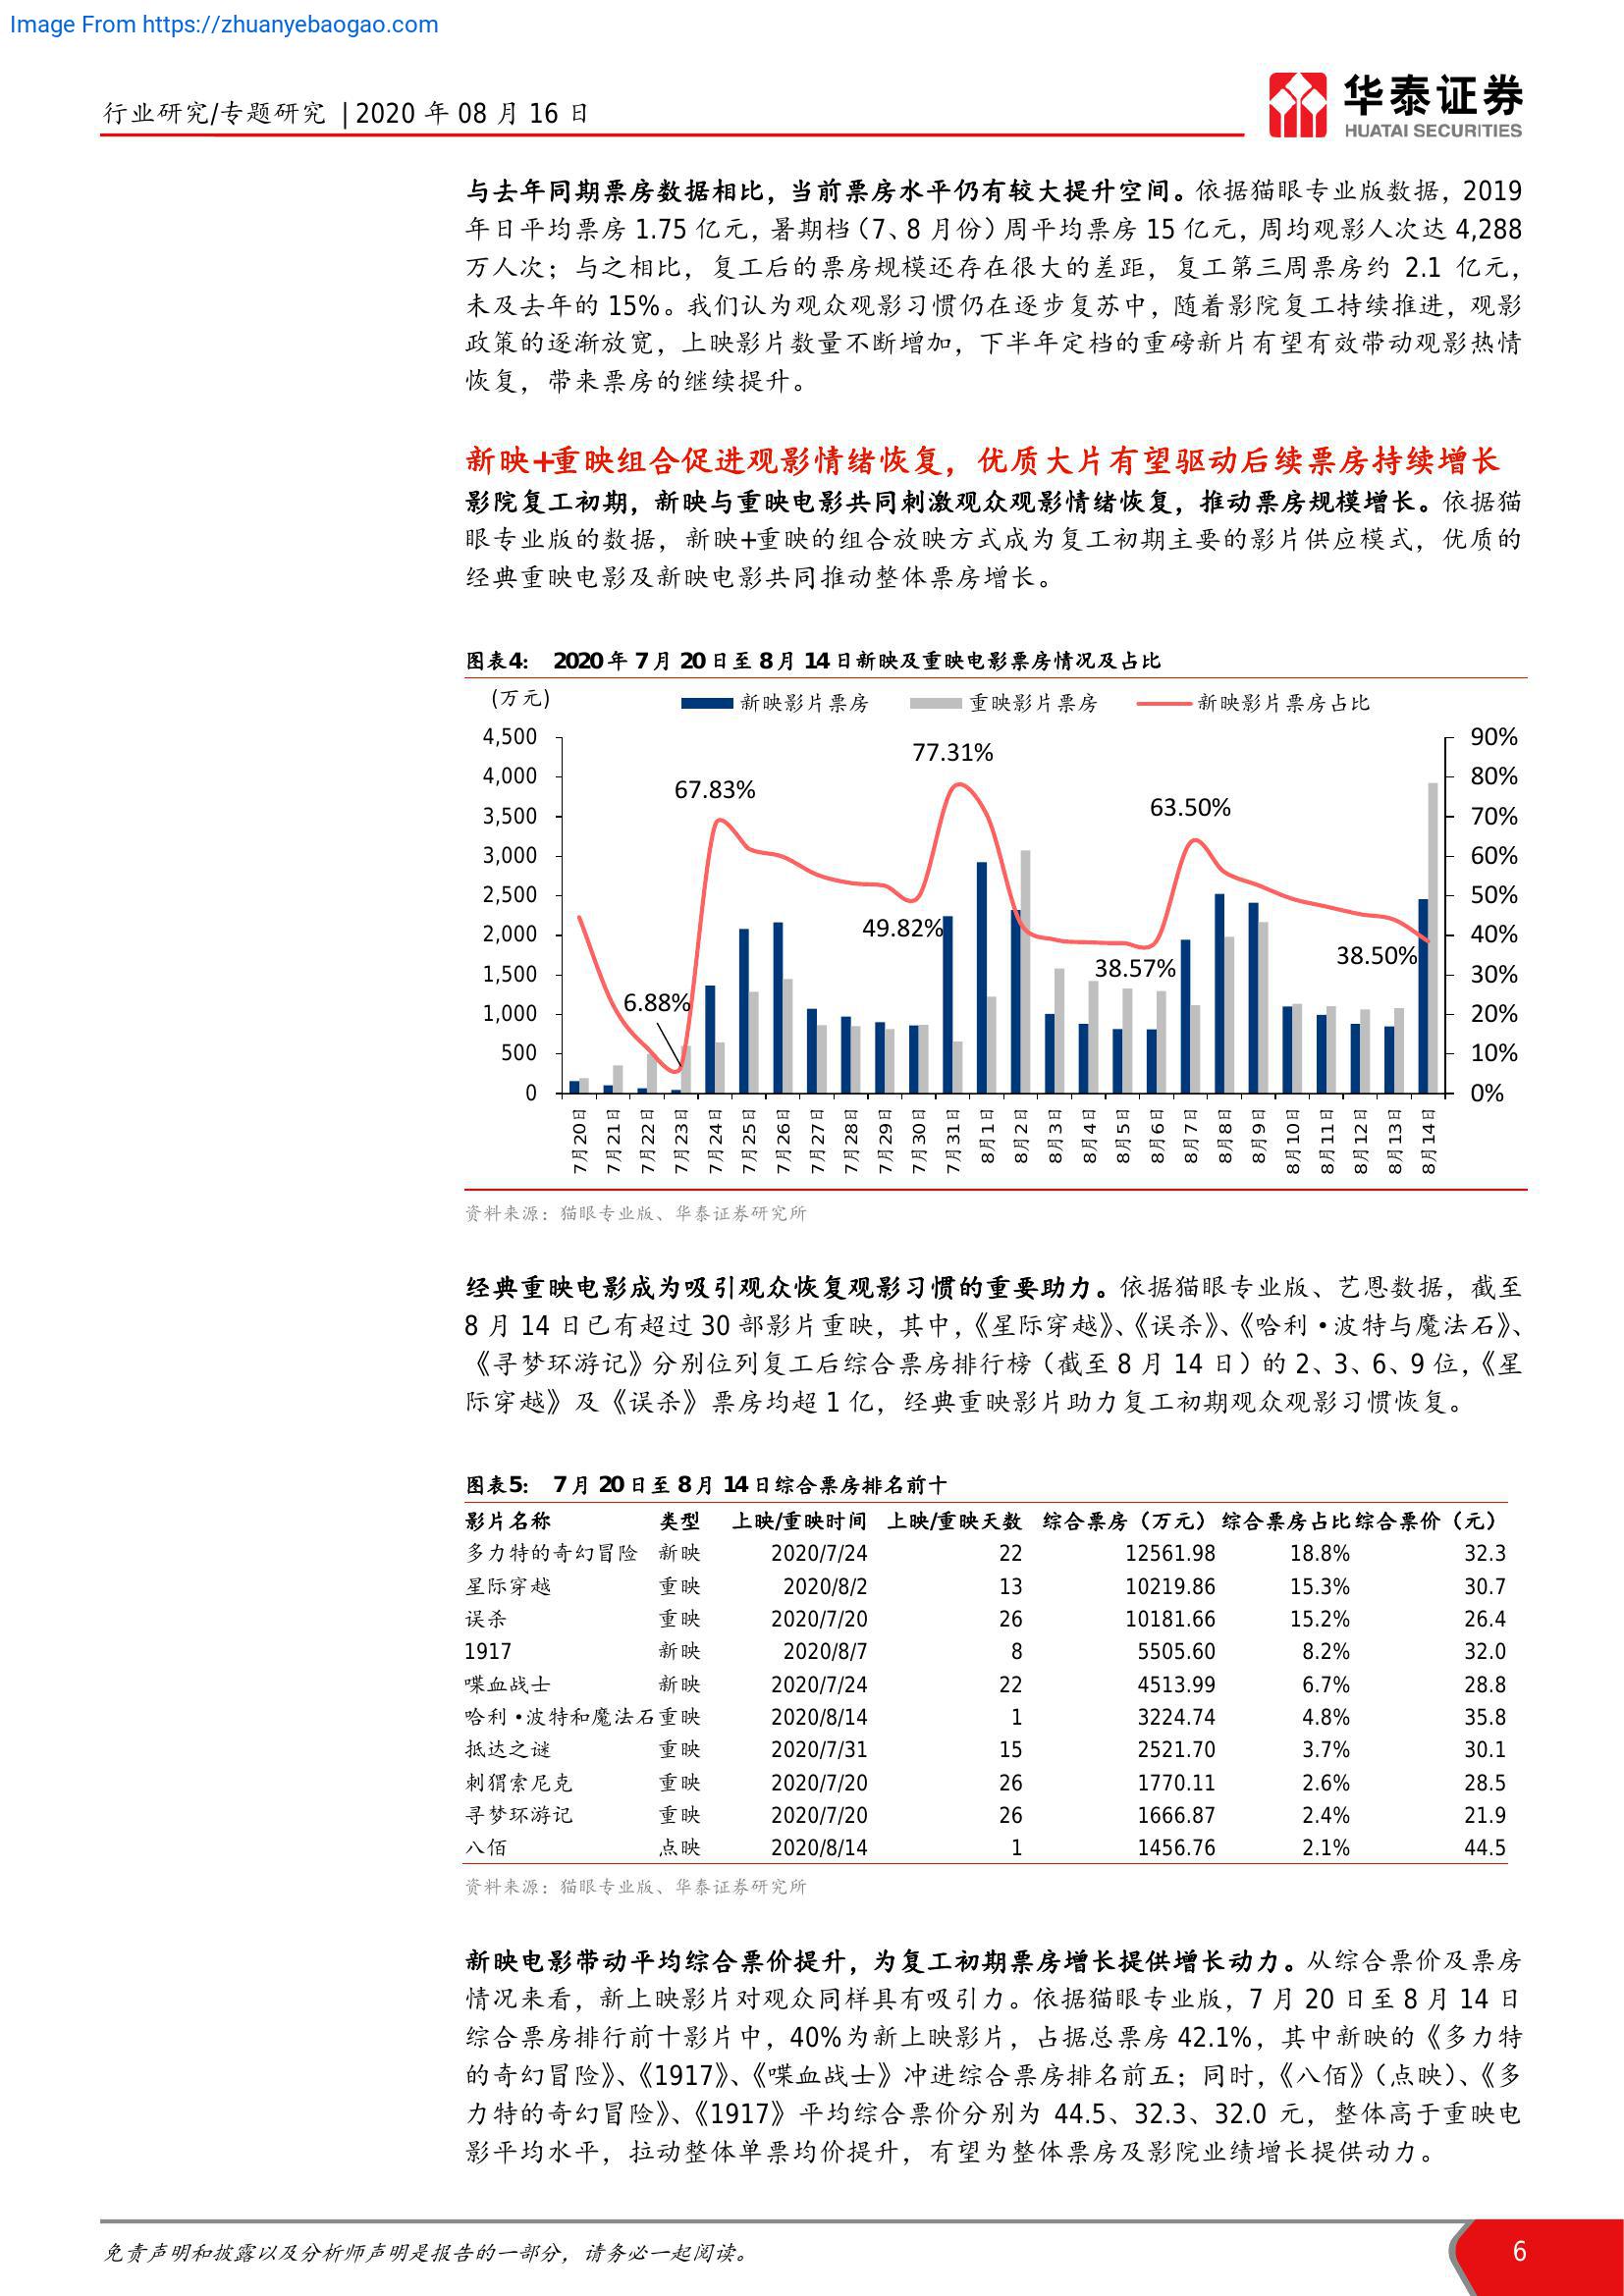 Image From https://zhuanyebaogao.com
行业研究/专题研究 | 2020 年 08 月 16 日
华泰证券
HUATAI SECURITIES
与去年同期票房数据相比，当前票房水平仍有较大提升空间。依据猫眼专业版数据，2019
年日平均票房 1.75 亿元，暑期档（7、8 月份）周平均票房 15 亿元，周均观影人次达 4,288
万人次；与之相比，复工后的票房规模还存在很大的差距，复工第三周票房约 2.1 亿元，
未及去年的 15%。我们认为观众观影习惯仍在逐步复苏中，随着影院复工持续推进，观影
政策的逐渐放宽，上映影片数量不断增加，下半年定档的重磅新片有望有效带动观影热情
恢复，带来票房的继续提升。
新映+重映组合促进观影情绪恢复，优质大片有望驱动后续票房持续增长
影院复工初期，新映与重映电影共同刺激观众观影情绪恢复，推动票房规模增长。依据猫
眼专业版的数据，新映+重映的组合放映方式成为复工初期主要的影片供应模式，优质的
经典重映电影及新映电影共同推动整体票房增长。
图表4： 2020 年 7 月 20 日至 8 月 14 日新映及重映电影票房情况及占比
(万元) 新映影片票房 重映影片票房 新映影片票房占比
4,500 90%
4,000 80%
3,500 70%
3,000 60%
2,500 50%
2,000 40%
1,500 30%
1,000 20%
500 10%
0 0%
77.31%
67.83%
63.50%
49.82%
38.50%
38.57%
6.88%
7月20日 7月21日 7月22日 7月23日 7月24日 7月25日 7月26日 7月27日 7月28日 7月29日 7月30日 7月31日 8月1日 8月2日 8月3日 8月4日 8月5日 8月6日 8月7日 8月8日 8月9日 8月10日 8月11日 8月12日 8月13日 8月14日
资料来源：猫眼专业版、华泰证券研究所
经典重映电影成为吸引观众恢复观影习惯的重要助力。依据猫眼专业版、艺恩数据，截至
8 月 14 日已有超过 30 部影片重映，其中，《星际穿越》、《误杀》、《哈利•波特与魔法石》、
《寻梦环游记》分别位列复工后综合票房排行榜（截至 8 月 14 日）的 2、3、6、9 位，《星
际穿越》及《误杀》票房均超 1 亿，经典重映影片助力复工初期观众观影习惯恢复。
图表5： 7 月 20 日至 8 月 14 日综合票房排名前十
影片名称 类型 上映/重映时间 上映/重映天数 综合票房（万元） 综合票房占比 综合票价（元）
多力特的奇幻冒险 新映 2020/7/24 22 12561.98 18.8% 32.3
星际穿越 重映 2020/8/2 13 10219.86 15.3% 30.7
误杀 重映 2020/7/20 26 10181.66 15.2% 26.4
1917 新映 2020/8/7 8 5505.60 8.2% 32.0
喋血战士 新映 2020/7/24 22 4513.99 6.7% 28.8
哈利•波特和魔法石 重映 2020/8/14 1 3224.74 4.8% 35.8
抵达之谜 重映 2020/7/31 15 2521.70 3.7% 30.1
刺猬索尼克 重映 2020/7/20 26 1770.11 2.6% 28.5
寻梦环游记 重映 2020/7/20 26 1666.87 2.4% 21.9
八佰 点映 2020/8/14 1 1456.76 2.1% 44.5
资料来源：猫眼专业版、华泰证券研究所
新映电影带动平均综合票价提升，为复工初期票房增长提供增长动力。从综合票价及票房
情况来看，新上映影片对观众同样具有吸引力。依据猫眼专业版，7 月 20 日至 8 月 14 日
综合票房排行前十影片中，40%为新上映影片，占据总票房 42.1%，其中新映的《多力特
的奇幻冒险》、《1917》、《喋血战士》冲进综合票房排名前五；同时，《八佰》（点映）、《多
力特的奇幻冒险》、《1917》平均综合票价分别为 44.5、32.3、32.0 元，整体高于重映电
影平均水平，拉动整体单票均价提升，有望为整体票房及影院业绩增长提供动力。
免责声明和披露以及分析师声明是报告的一部分，请务必一起阅读。
6